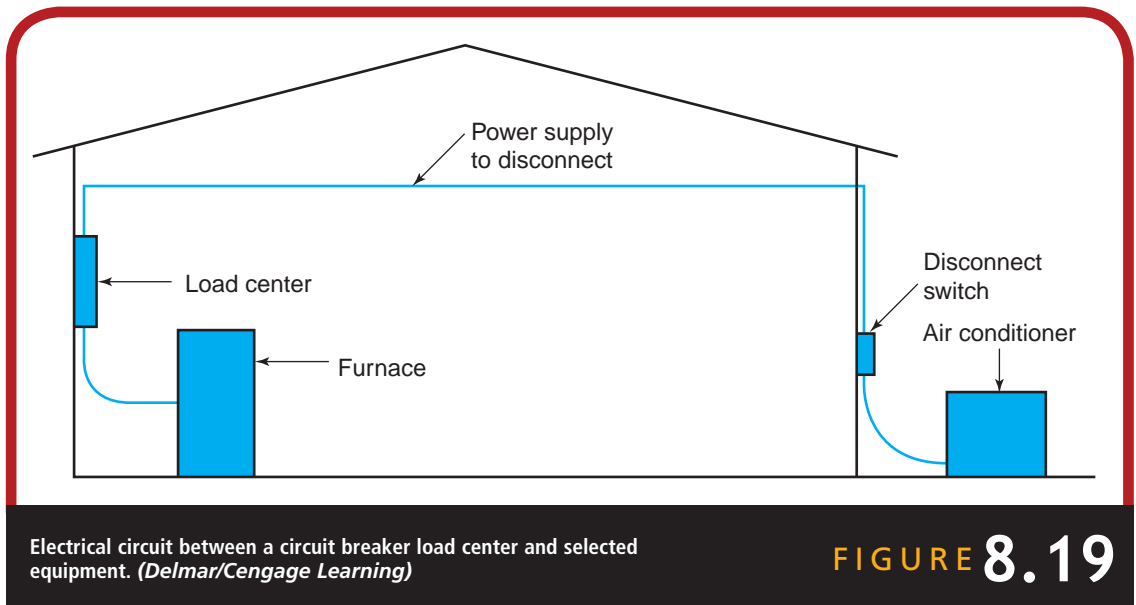 Power supply
to disconnect
Load center
Furnace
Disconnect
switch
Air conditioner
Electrical circuit between a circuit breaker load center and selected
equipment. (Delmar/Cengage Learning)
FIGURE 8.19